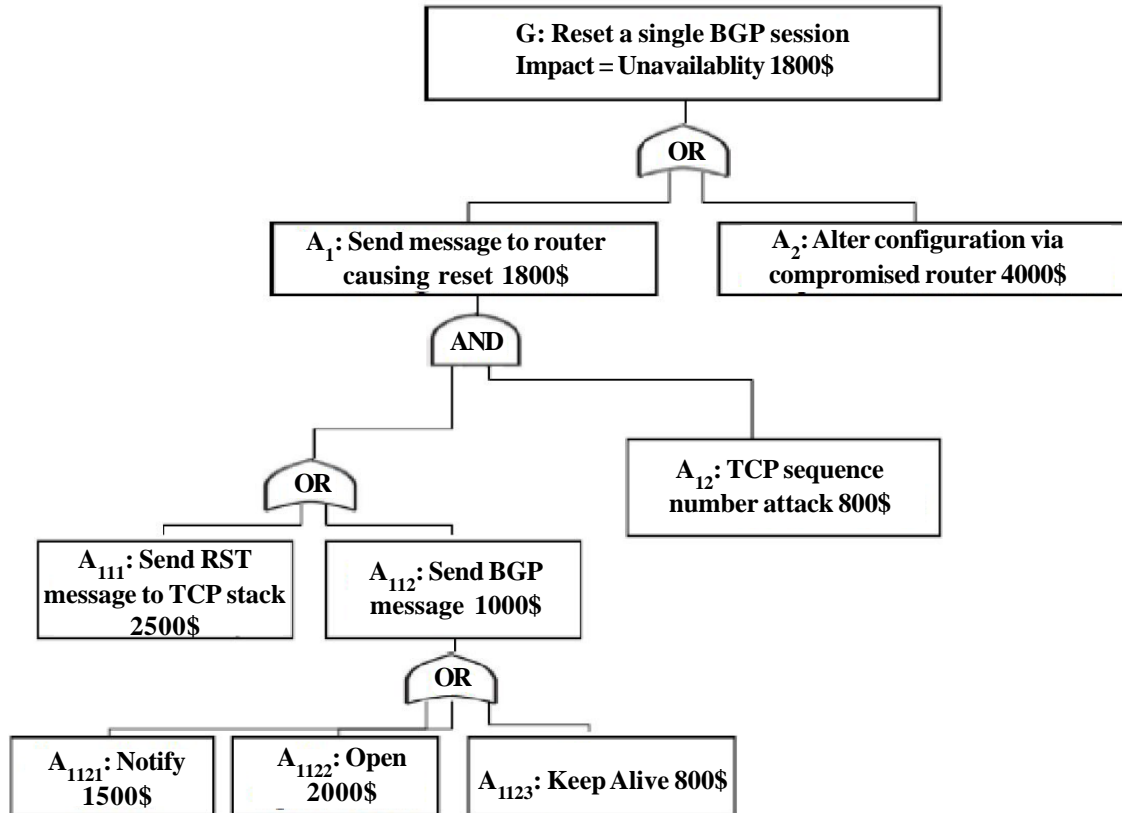 G: Reset a single BGP session
Impact = Unavailablity 1800$
OR
A₁: Send message to router
causing reset 1800$
A₂: Alter configuration via
compromised router 4000$
AND
OR
A₁₂: TCP sequence
number attack 800$
A₁₁₁: Send RST
message to TCP stack
2500$
A₁₁₂: Send BGP
message 1000$
OR
A₁₁₂₁: Notify
1500$
A₁₁₂₂: Open
2000$
A₁₁₂₃: Keep Alive 800$